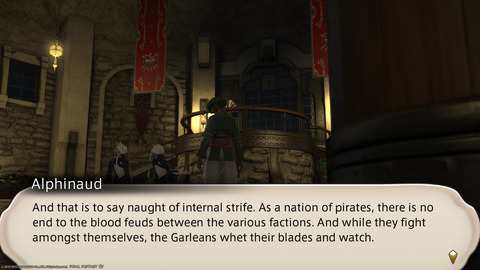 Alphinaud
And that is to say naught of internal strife. As a nation of pirates, there is no
end to the blood feuds between the various factions. And while they fight
amongst themselves, the Garleans whet their blades and watch.